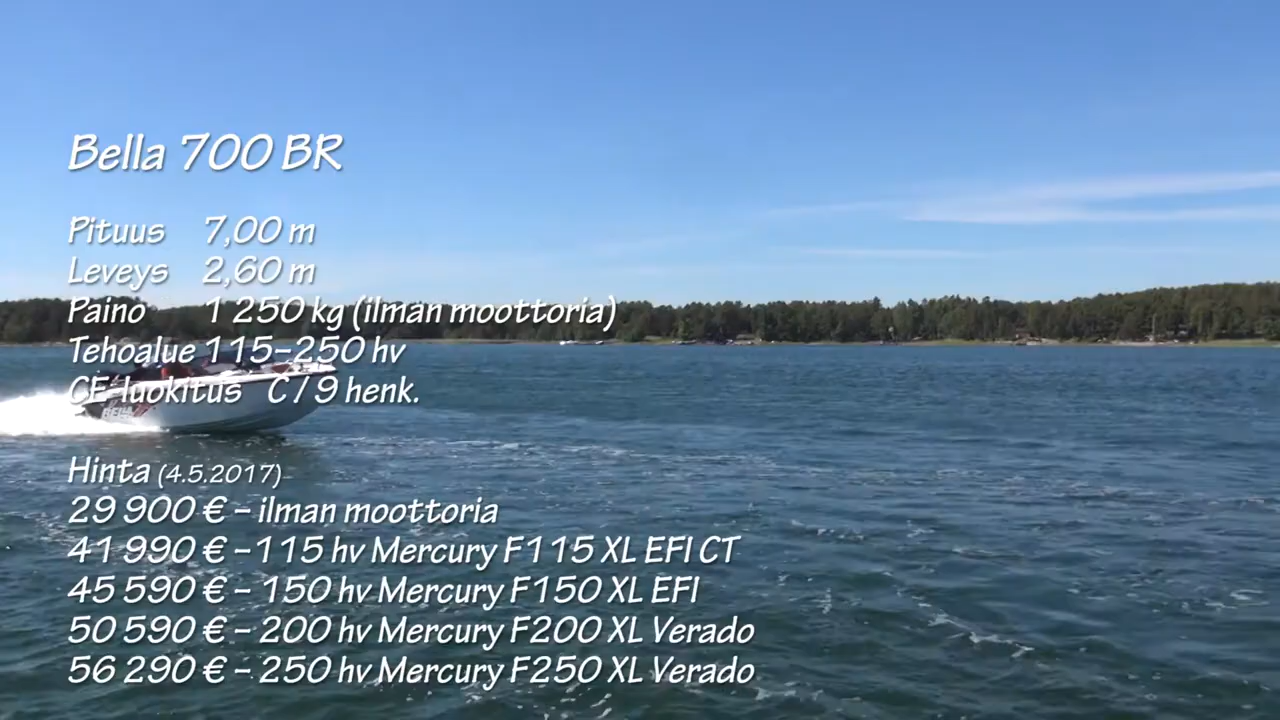 Bella 700 BR
Pituus 7,00 m
Leveys 2,60 m
Paino 1 250 kg (ilman moottoria)
Tehoalue 115-250 hv
CE-luokitus C / 9 henk.
BELLA
Hinta (4.5.2017)
29 900 € - ilman moottoria
41 990 € -115 hv Mercury F115 XL EFI CT
45 590 € - 150 hv Mercury F150 XL EFI
50 590 € - 200 hv Mercury F200 XL Verado
56 290 € - 250 hv Mercury F250 XL Verado